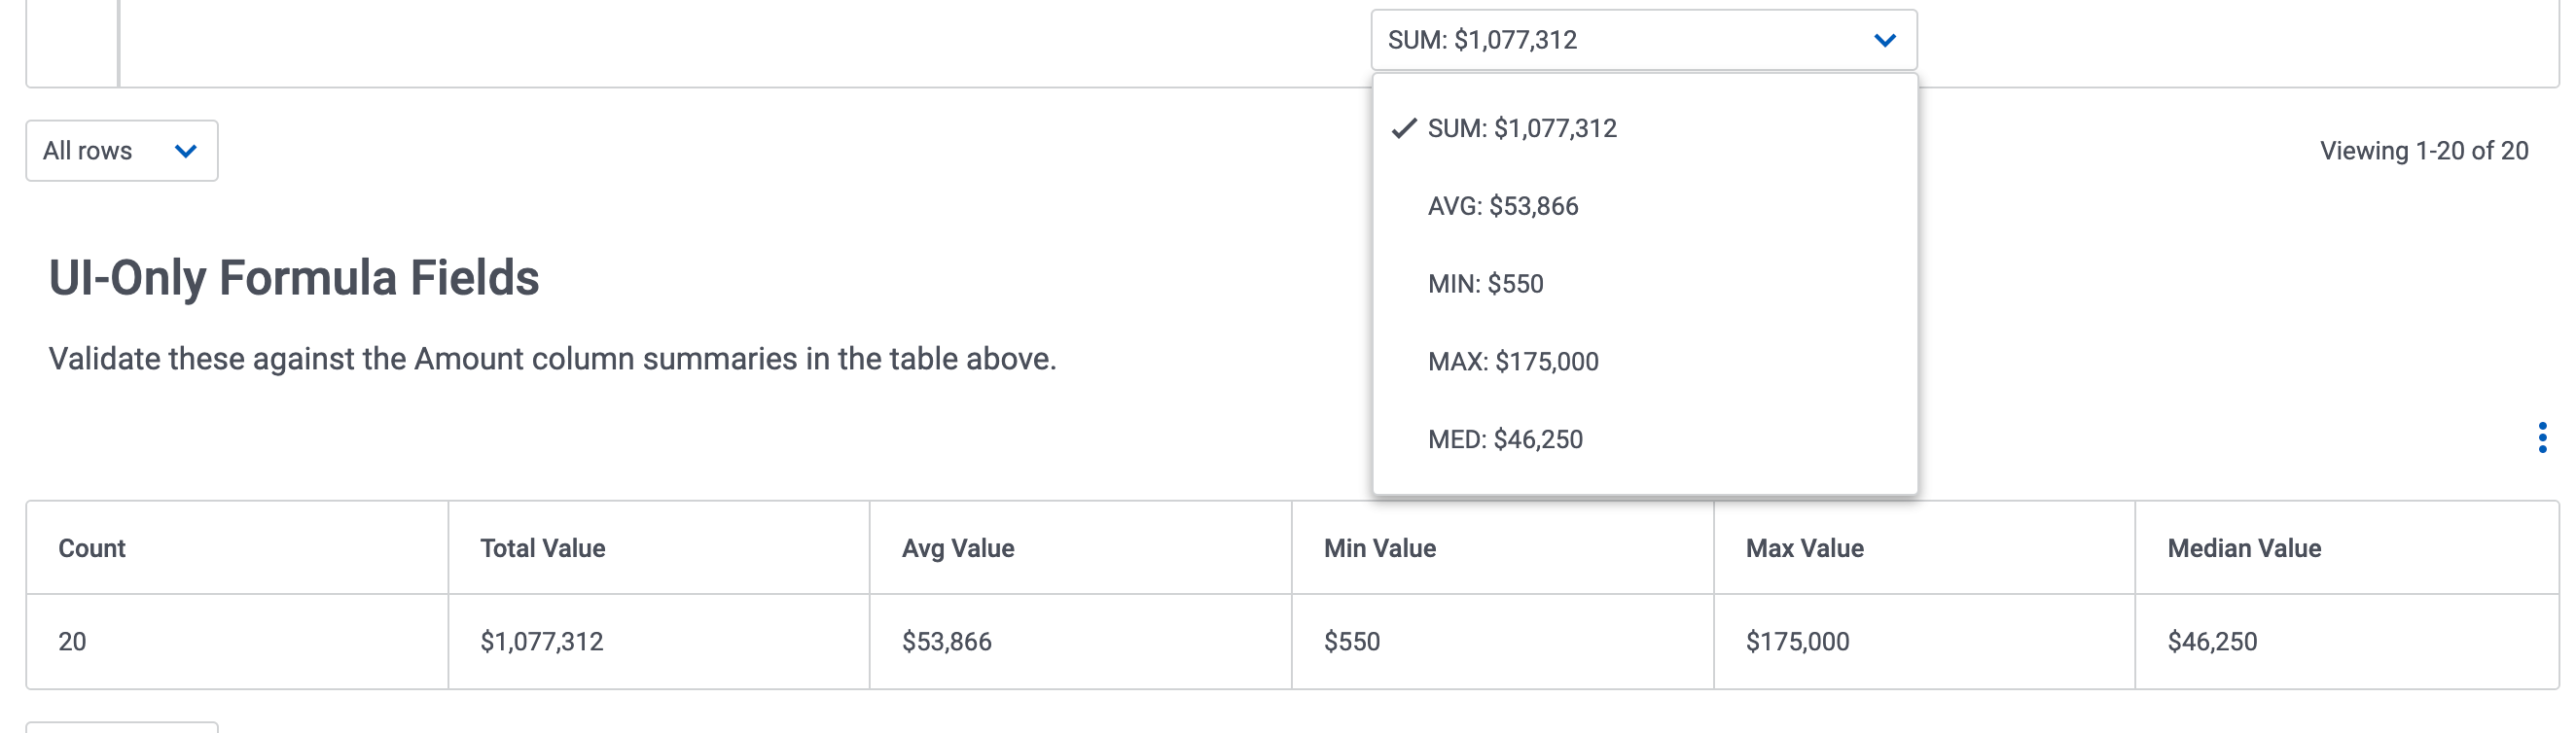 SUM: $1,077,312
SUM: $1,077,312
AVG: $53,866
MIN: $550
MAX: $175,000
MED: $46,250
All rows
Viewing 1-20 of 20
UI-Only Formula Fields
Validate these against the Amount column summaries in the table above.
Count Total Value Avg Value Min Value Max Value Median Value
20 $1,077,312 $53,866 $550 $175,000 $46,250